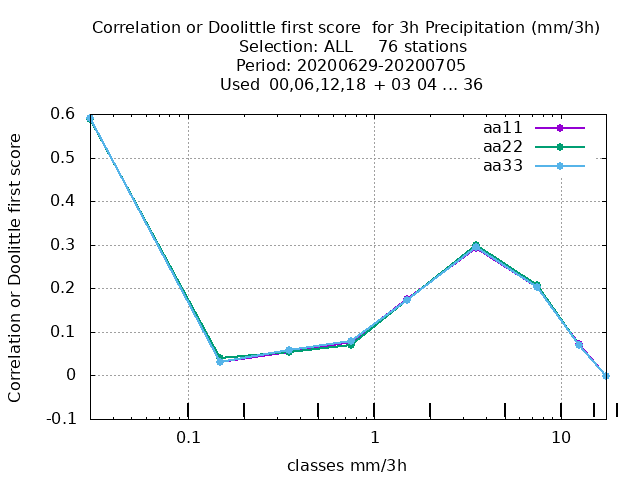 Correlation or Doolittle first score  for 3h Precipitation (mm/3h)
Selection: ALL     76 stations
Period: 20200629-20200705
Used  00,06,12,18  + 03 04 ... 36
aa11
aa22
aa33
Correlation or Doolittle first score
0.6
0.5
0.4
0.3
0.2
0.1
0
-0.1
0.1
1
10
classes mm/3h